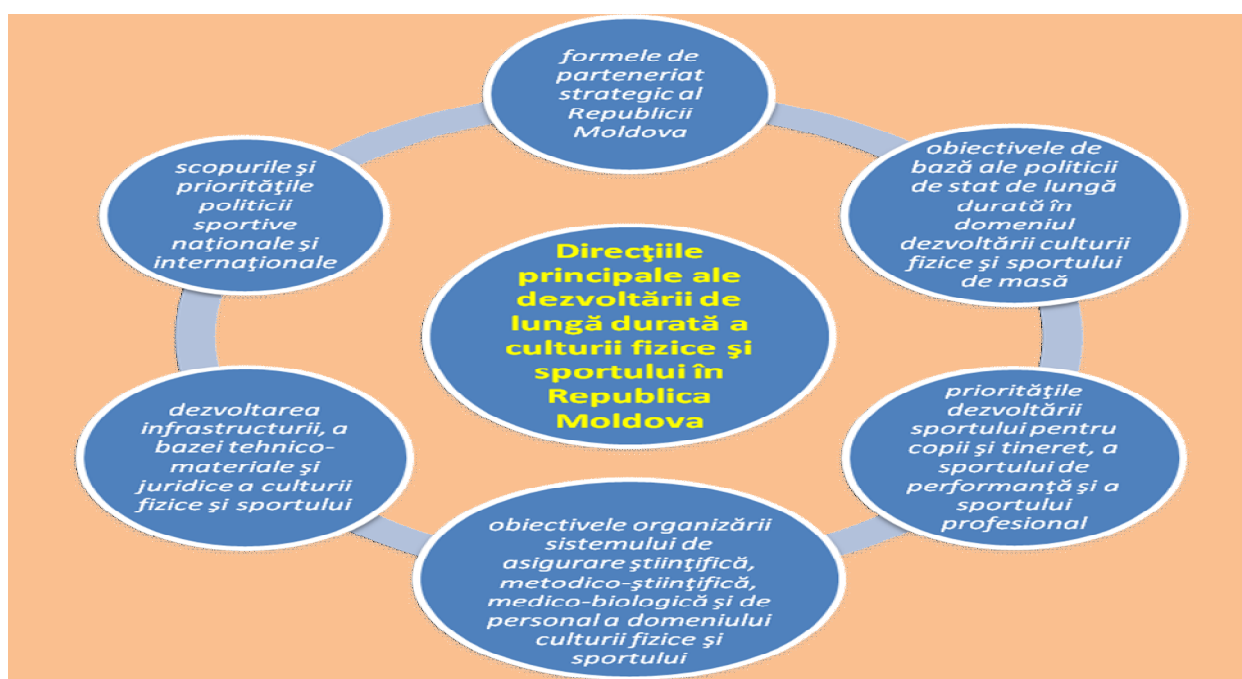 formele de
parteneriat
strategic al
Republicii
Moldova
obiectivele de
bază ale politicii
de stat de lungă
durată în
domeniul
dezvoltării culturii
fizice şi sportului
de masă
priorităţile
dezvoltării
sportului pentru
copii şi tineret, a
sportului de
performanţă şi a
sportului
profesional
obiectivele organizării
sistemului de
asigurare ştiinţifică,
metodico-ştiinţifică,
medico-biologică şi de
personal a domeniului
culturii fizice şi
sportului
dezvoltarea
infrastructurii, a
bazei tehnico-
materiale şi
juridice a culturii
fizice şi sportului
scopurile şi
priorităţile
politicii
sportive
naţionale şi
internaţionale
Direcţiile
principale ale
dezvoltării de
lungă durată a
culturii fizice şi
sportului în
Republica
Moldova